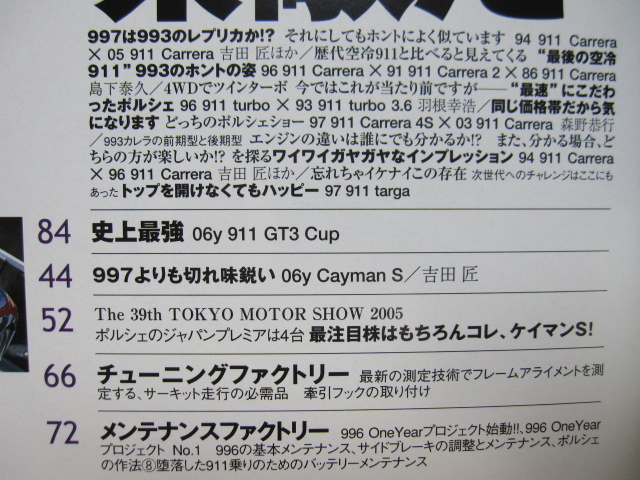 997は993のレプリカか!? それにしてもホントによく似ています 94 911 Carrera
× 05 911 Carrera 吉田 匠ほか／歴代空冷911と比べると見えてくる “最後の空冷
911”993のホントの姿 96 911 Carrera × 91 911 Carrera 2 × 86 911 Carrera
島下泰久／4WDでツインターボ 今ではこれが当たり前ですが——“最速”にこだわ
ったポルシェ 96 911 turbo × 93 911 turbo 3.6 羽根幸浩／同じ価格帯だから気
になります どっちのポルシェショー 97 911 Carrera 4S × 03 911 Carrera 森野恭行
／993カレラの前期型と後期型 エンジンの違いは誰にでも分かるか!? また、分かる場合、ど
ちらの方が楽しいか!? を探るワイワイガヤガヤなインプレッション 94 911 Carrera
× 96 911 Carrera 吉田 匠ほか／忘れちゃイケナイこの存在 次世代へのチャレンジはここにも
あった トップを開けなくてもハッピー 97 911 targa
84 史上最強 06y 911 GT3 Cup
44 997よりも切れ味鋭い 06y Cayman S／吉田 匠
52 The 39th TOKYO MOTOR SHOW 2005
ポルシェのジャパンプレミアは4台 最注目株はもちろんコレ、ケイマンS!
66 チューニングファクトリー 最新の測定技術でフレームアライメントを測
定する、サーキット走行の必需品 牽引フックの取り付け
72 メンテナンスファクトリー 996 OneYearプロジェクト始動!!、996 OneYear
プロジェクト No.1 996の基本メンテナンス、サイドブレーキの調整とメンテナンス、ポルシェ
の作法⑧堕落した911乗りのためのバッテリーメンテナンス